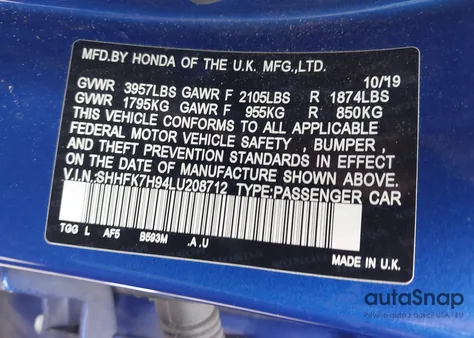 MFD.BY HONDA OF THE U.K. MFG.,LTD.
10/19
GVWR 3957LBS GAWR F 2105LBS R 1874LBS
GVWR 1795KG GAWR F 955KG R 850KG
THIS VEHICLE CONFORMS TO ALL APPLICABLE
FEDERAL MOTOR VEHICLE SAFETY , BUMPER ,
AND THEFT PREVENTION STANDARDS IN EFFECT
ON THE DATE OF MANUFACTURE SHOWN ABOVE.
V.I.N.:SHHFK7H94LU208712 TYPE:PASSENGER CAR
TGG L AF5 B593M .A .U
MADE IN U.K.
autoSnap